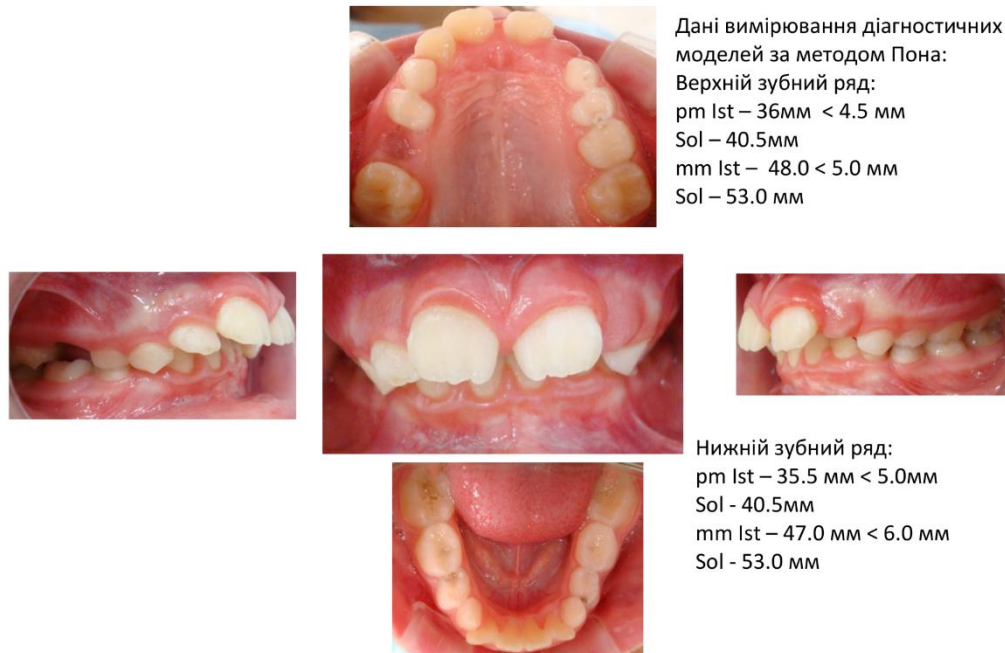 Дані вимірювання діагностичних
моделей за методом Пона:
Верхній зубний ряд:
pm Ist – 36мм < 4.5 мм
Sol – 40.5мм
mm Ist – 48.0 < 5.0 мм
Sol – 53.0 мм
Нижній зубний ряд:
pm Ist – 35.5 мм < 5.0мм
Sol - 40.5мм
mm Ist – 47.0 мм < 6.0 мм
Sol - 53.0 мм